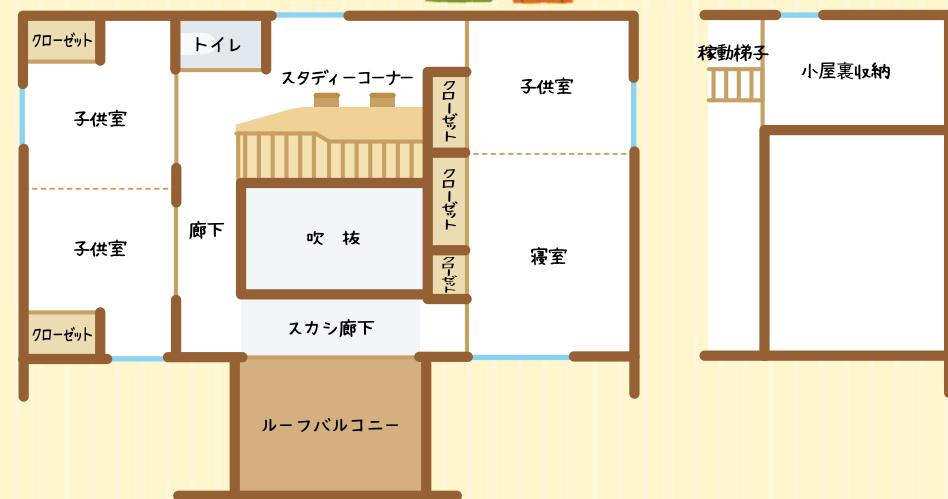 クローゼット
トイレ
スタディーコーナー
子供室
子供室
クローゼット
クローゼット
クローゼット
子供室
廊下
吹 抜
寝室
クローゼット
スカシ廊下
ルーフバルコニー
稼動梯子
小屋裏収納